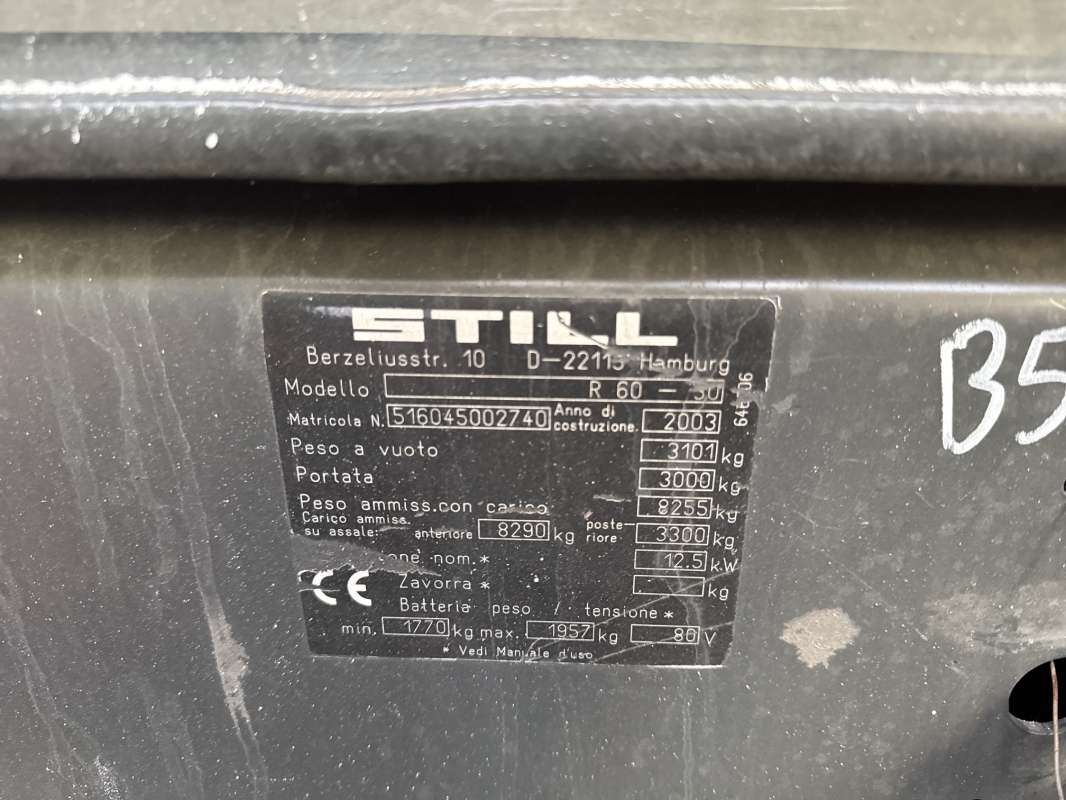 STILL
Berzeliusstr. 10 D-22113 Hamburg
Modello R 60 - 30
Matricola N. 516045002740 Anno di costruzione 2003
Peso a vuoto 3101 kg
Portata 3000 kg
Peso ammiss.con carico 8255 kg
Carico ammiss. su assale: anteriore 8290 kg posteriore 3300 kg
nom.* 12.5 kW
CE Zavorra * kg
Batteria peso / tensione *
min. 1770 kg max. 1957 kg 80 V
* Vedi Manuale d'uso
B5